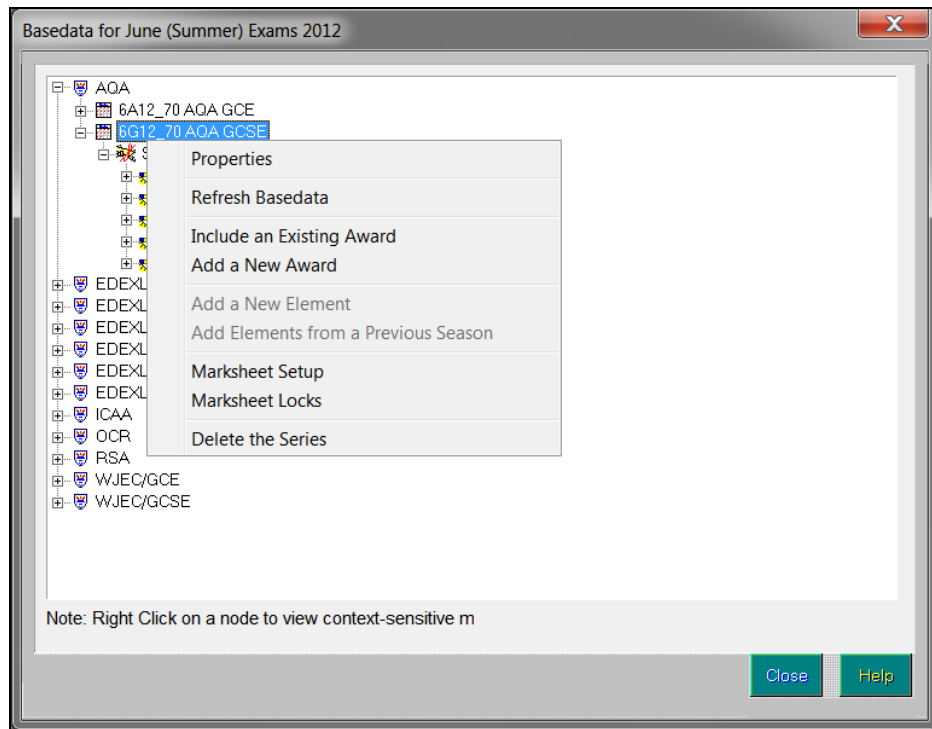 Basedata for June (Summer) Exams 2012
X
AQA
6A12_70 AQA GCE
6G12_70 AQA GCSE
S
Properties
Refresh Basedata
Include an Existing Award
Add a New Award
EDEXL
EDEXL
Add a New Element
EDEXL
Add Elements from a Previous Season
EDEXL
EDEXL
Marksheet Setup
EDEXL
Marksheet Locks
ICAA
OCR
Delete the Series
RSA
WJEC/GCE
WJEC/GCSE
Note: Right Click on a node to view context-sensitive m
Close
Help